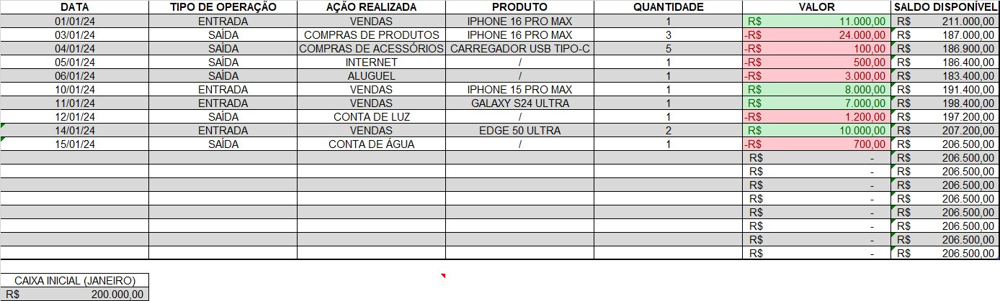 DATA TIPO DE OPERAÇÃO AÇÃO REALIZADA PRODUTO QUANTIDADE VALOR SALDO DISPONÍVEL
01/01/24 ENTRADA VENDAS IPHONE 16 PRO MAX 1 R$ 11.000,00 R$ 211.000,00
03/01/24 SAÍDA COMPRAS DE PRODUTOS IPHONE 16 PRO MAX 3 -R$ 24.000,00 R$ 187.000,00
04/01/24 SAÍDA COMPRAS DE ACESSÓRIOS CARREGADOR USB TIPO-C 5 -R$ 100,00 R$ 186.900,00
05/01/24 SAÍDA INTERNET / 1 -R$ 500,00 R$ 186.400,00
06/01/24 SAÍDA ALUGUEL / 1 -R$ 3.000,00 R$ 183.400,00
10/01/24 ENTRADA VENDAS IPHONE 15 PRO MAX 1 R$ 8.000,00 R$ 191.400,00
11/01/24 ENTRADA VENDAS GALAXY S24 ULTRA 1 R$ 7.000,00 R$ 198.400,00
12/01/24 SAÍDA CONTA DE LUZ / 1 -R$ 1.200,00 R$ 197.200,00
14/01/24 ENTRADA VENDAS EDGE 50 ULTRA 2 R$ 10.000,00 R$ 207.200,00
15/01/24 SAÍDA CONTA DE ÁGUA / 1 -R$ 700,00 R$ 206.500,00
R$ - R$ 206.500,00
R$ - R$ 206.500,00
R$ - R$ 206.500,00
R$ - R$ 206.500,00
R$ - R$ 206.500,00
R$ - R$ 206.500,00
R$ - R$ 206.500,00
R$ - R$ 206.500,00
CAIXA INICIAL (JANEIRO)
R$ 200.000,00